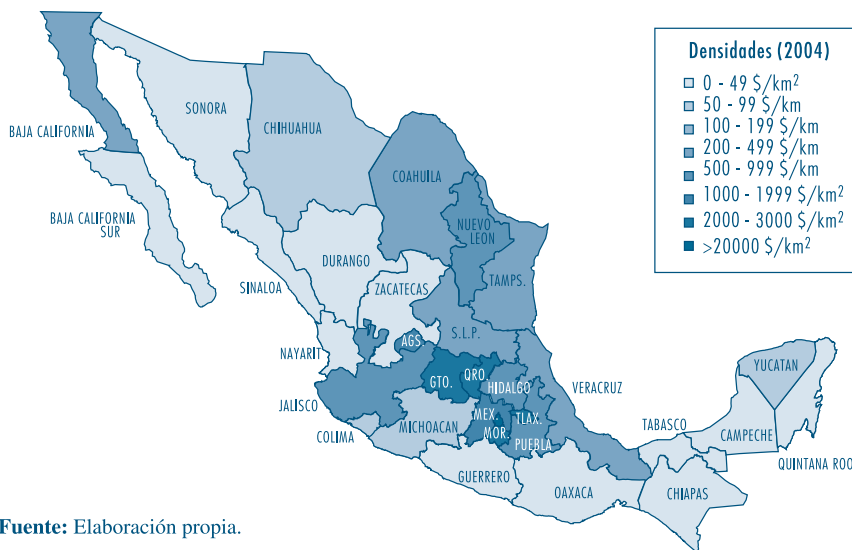 Densidades (2004)
0 - 49 $/km²
50 - 99 $/km
100 - 199 $/km
200 - 499 $/km
500 - 999 $/km
1000 - 1999 $/km²
2000 - 3000 $/km²
>20000 $/km²
SONORA
BAJA CALIFORNIA
CHIHUAHUA
COAHUILA
BAJA CALIFORNIA
SUR
NUEVO
LEON
DURANGO
TAMPS.
SINALOA
ZACATECAS
S.L.P.
AGS.
NAYARIT
GTO.
QRO.
HIDALGO
VERACRUZ
YUCATAN
JALISCO
MEX.
TLAX.
TABASCO
COLIMA
MICHOACAN
MOR.
PUEBLA
CAMPECHE
QUINTANA ROO
GUERRERO
OAXACA
CHIAPAS
Fuente: Elaboración propia.